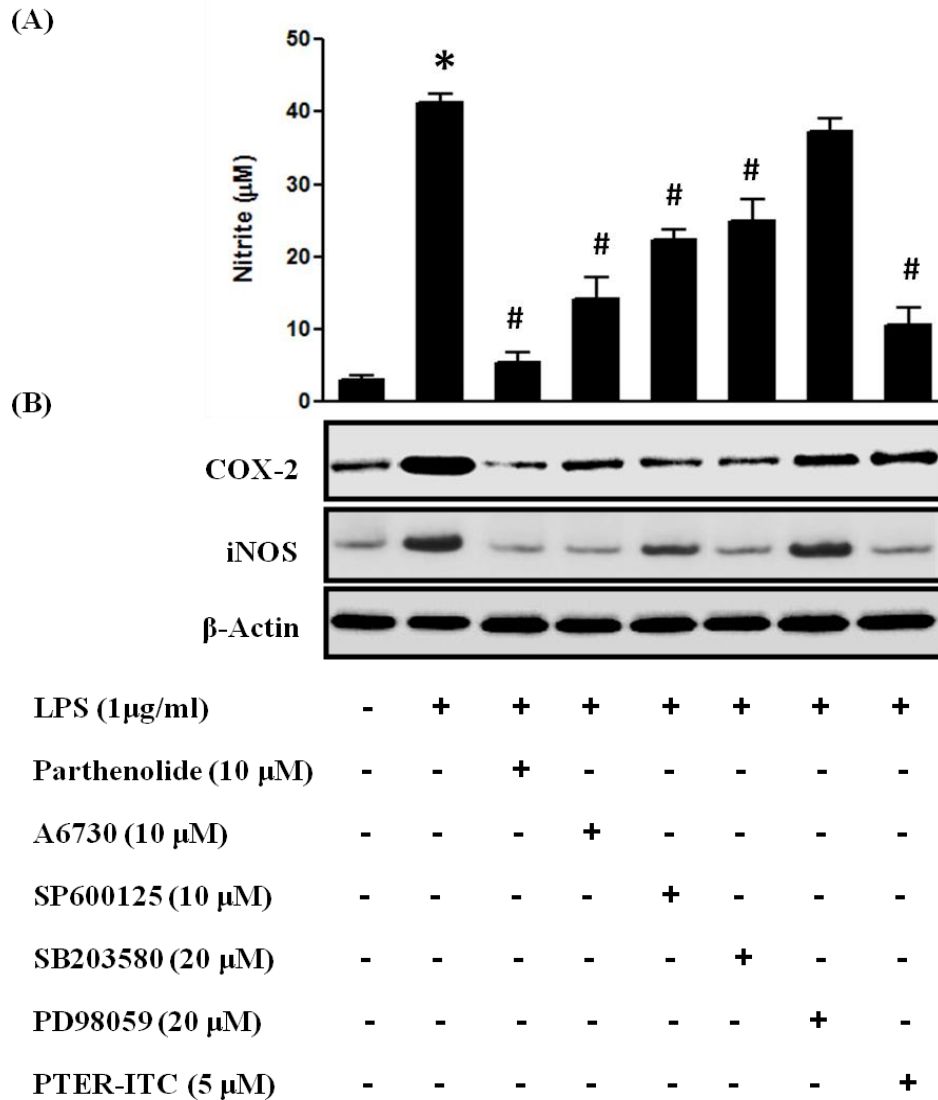 (A)
50
40
30
20
10
0
Nitrite (μM)
*
#
#
#
#
#
(B)
COX-2
iNOS
β-Actin
LPS (1μg/ml) - + + + + + + +
Parthenolide (10 μM) - - + - - - - -
A6730 (10 μM) - - - + - - - -
SP600125 (10 μM) - - - - + - - -
SB203580 (20 μM) - - - - - + - -
PD98059 (20 μM) - - - - - - + -
PTER-ITC (5 μM) - - - - - - - +